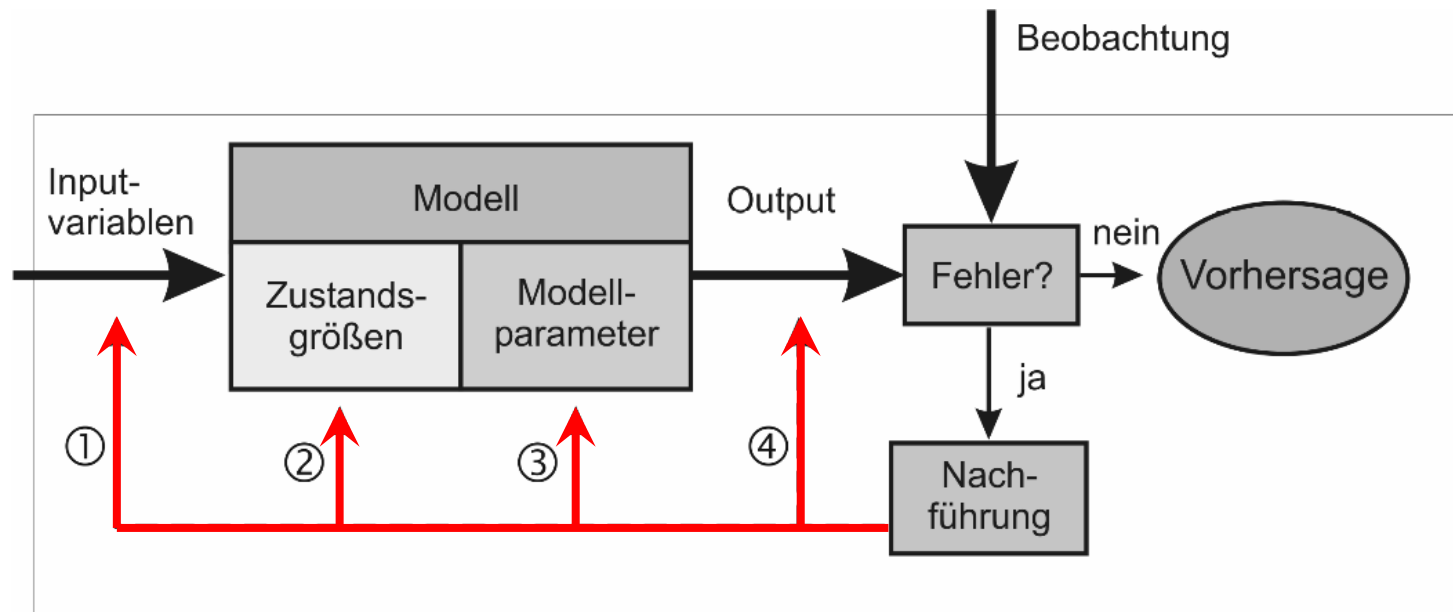 Beobachtung
Input-
variablen
Modell
Zustands-
größen
Modell-
parameter
Output
Fehler?
nein
Vorhersage
ja
Nach-
führung
①
②
③
④